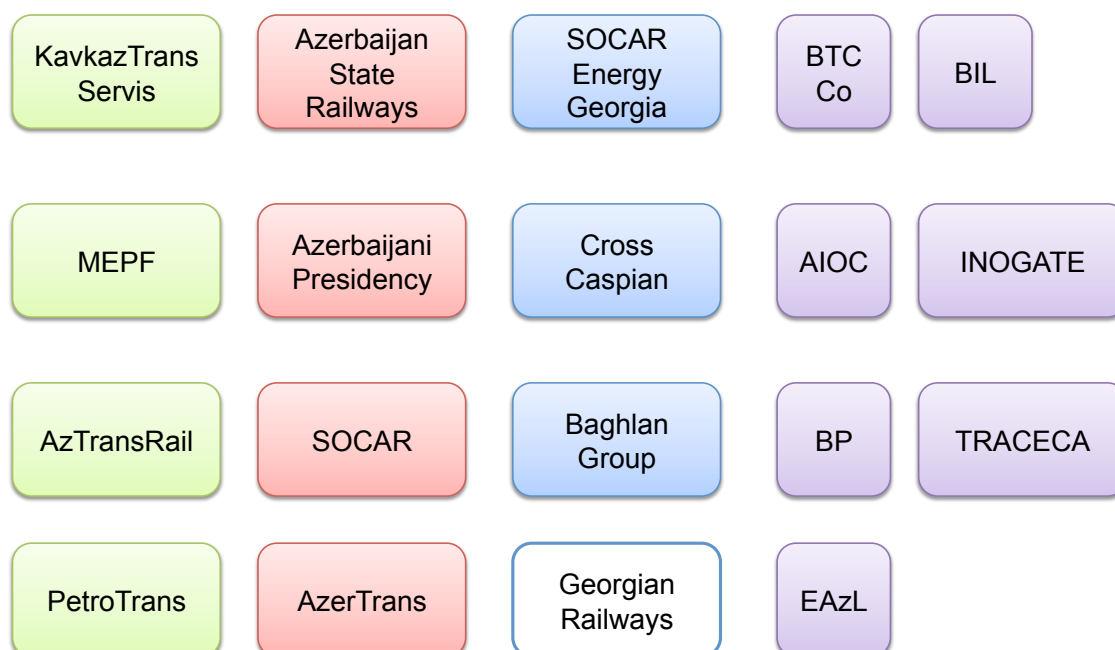 KavkazTrans
Servis
Azerbaijan
State
Railways
SOCAR
Energy
Georgia
BTC
Co
BIL
MEPF
Azerbaijani
Presidency
Cross
Caspian
AIOC
INOGATE
AzTransRail
SOCAR
Baghlan
Group
BP
TRACECA
PetroTrans
AzerTrans
Georgian
Railways
EAzL